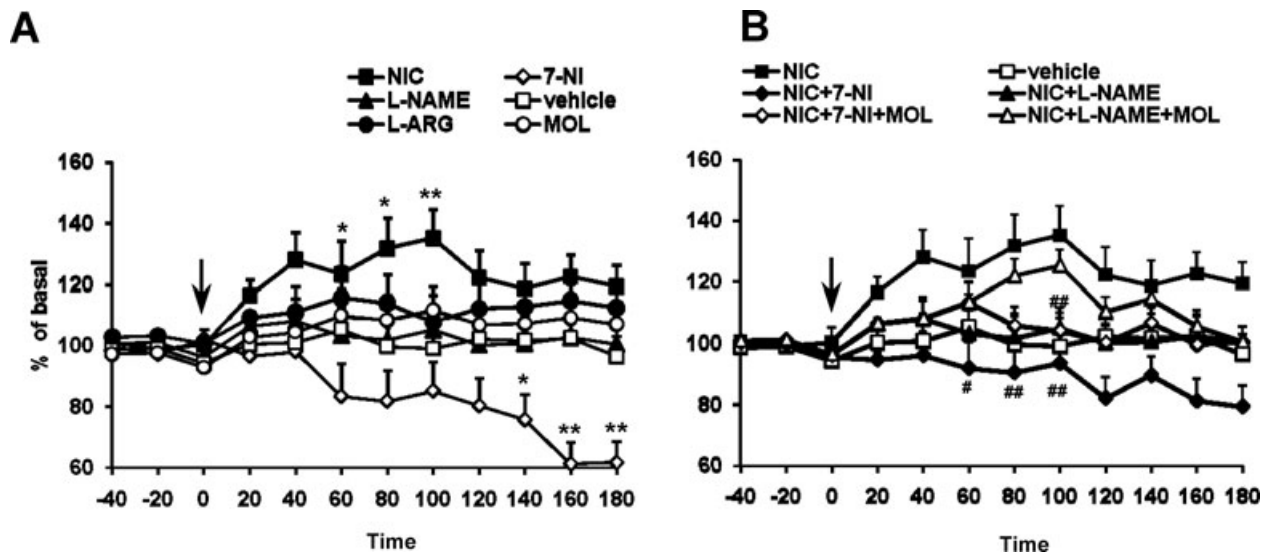 A
NIC 7-NI
L-NAME vehicle
L-ARG MOL
160
140
120
100
80
60
% of basal
* * **
* ** **
-40 -20 0 20 40 60 80 100 120 140 160 180
Time
B
NIC vehicle
NIC+7-NI NIC+L-NAME
NIC+7-NI+MOL NIC+L-NAME+MOL
160
140
120
100
80
60
##
# ## ##
-40 -20 0 20 40 60 80 100 120 140 160 180
Time